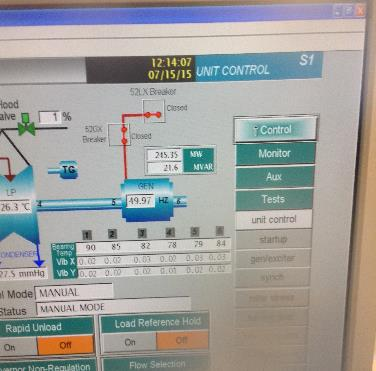 12:14:07
07/15/15
UNIT CONTROL
S1
52LX Breaker
Closed
Hood
alve
1 %
52GX
Breaker
Closed
Control
Monitor
Aux
Tests
unit control
startup
gen/exciter
synch
TG
245.35 MW
21.6 MVAR
LP
26.3 °C
4
5
GEN
49.97 HZ
6
1 2 3 4 5 6
Bearing
Temp 90 85 82 78 79 84
Vib X 0.02 0.02 0.03 0.02 0.03 0.03
Vib Y 0.02 0.02 0.02 0.01 0.02 0.02
CONDENSER
27.5 mmHg
l Mode MANUAL
Status MANUAL MODE
Rapid Unload
On Off
Load Reference Hold
On Off
vernor Non-Regulation
Flow Selection